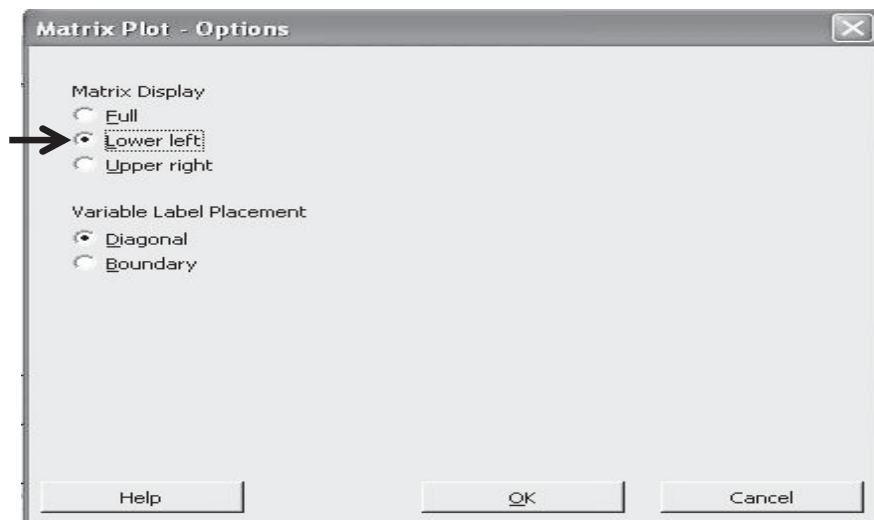 Matrix Plot - Options
Matrix Display
Full
Lower left
Upper right
Variable Label Placement
Diagonal
Boundary
Help OK Cancel